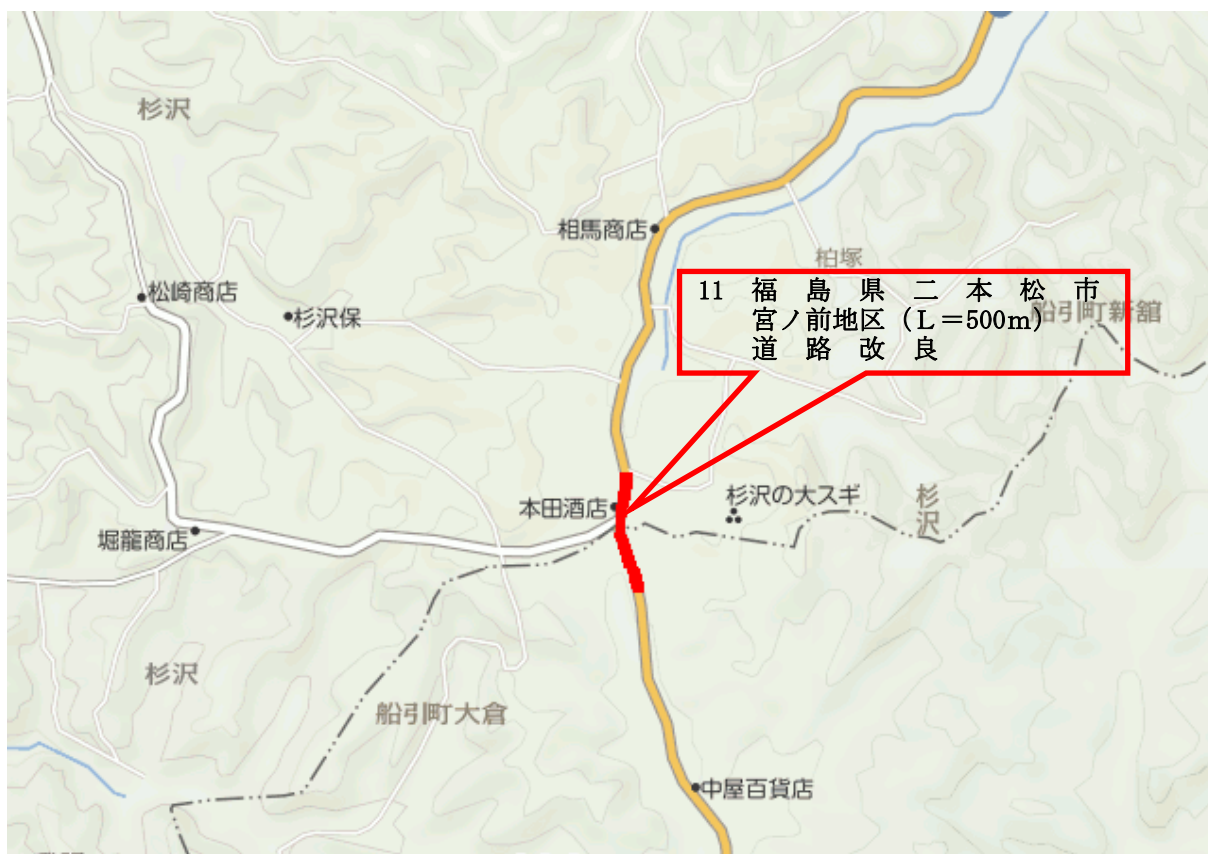 杉沢
相馬商店
柏塚
松崎商店
杉沢保
11 福島県二本松市
宮ノ前地区（L＝500m）
道路改良
船引町新舘
本田酒店
杉沢の大スギ
杉沢
堀龍商店
杉沢
船引町大倉
中屋百貨店